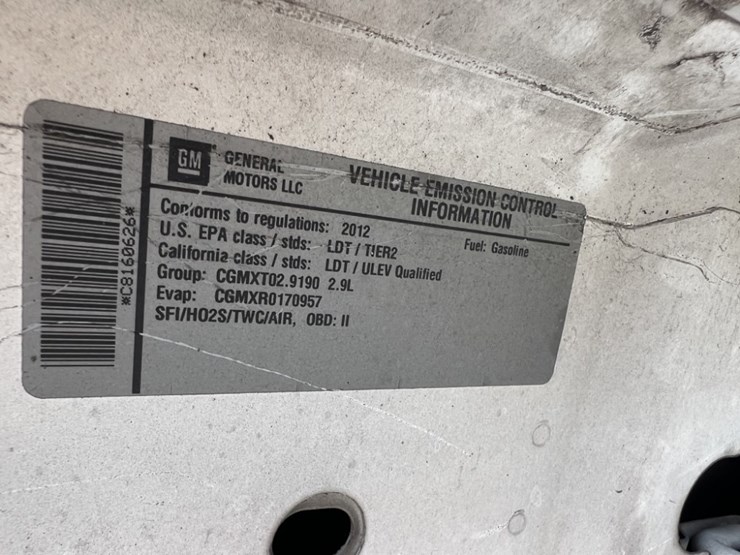 GM GENERAL MOTORS LLC
VEHICLE EMISSION CONTROL
INFORMATION
Conforms to regulations: 2012
Fuel: Gasoline
U.S. EPA class / stds: LDT / TIER2
California class / stds: LDT / ULEV Qualified
Group: CGMXT02.9190 2.9L
Evap: CGMXR0170957
SFI/HO2S/TWC/AIR, OBD: II
*C8160626*